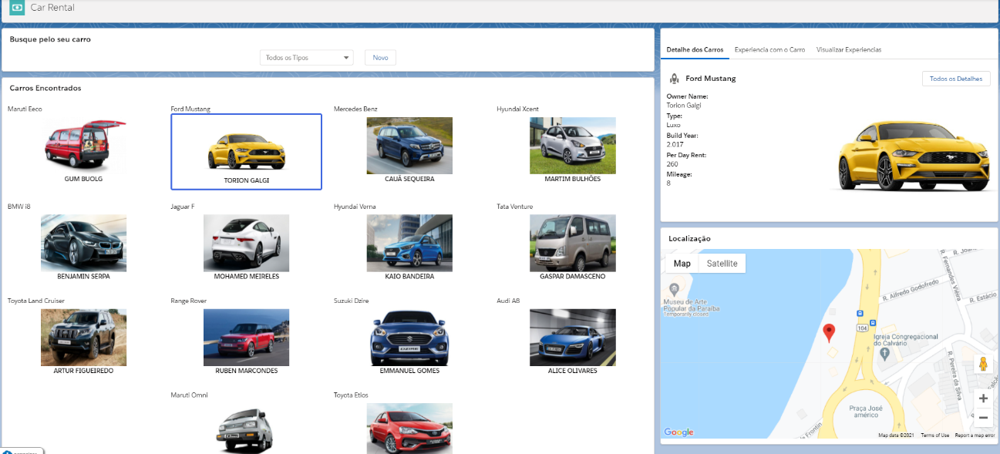 Car Rental
Busque pelo seu carro
Todos os Tipos
Novo
Carros Encontrados
Maruti Eeco
Ford Mustang
Mercedes Benz
Hyundai Xcent
GUM BUOLG
TORION GALGI
CAUÃ SEQUEIRA
MARTIM BULHÕES
BMW i8
Jaguar F
Hyundai Verna
Tata Venture
BENJAMIN SERPA
MOHAMED MEIRELES
KAIO BANDEIRA
GASPAR DAMASCENO
Toyota Land Cruiser
Range Rover
Suzuki Dzire
Audi A8
ARTUR FIGUEIREDO
RUBEN MARCONDES
EMMANUEL GOMES
ALICE OLIVARES
Maruti Omni
Toyota Etios
Detalhe dos Carros
Experiencia com o Carro
Visualizar Experiencias
Ford Mustang
Todos os Detalhes
Owner Name:
Torion Galgi
Type:
Luxo
Build Year:
2.017
Per Day Rent:
260
Mileage:
8
Localização
Map
Satellite
R. Fernandes Vieira
R. Alfredo Godofredo
R. Estácio
Museu de Arte
Popular da Paraíba
Temporarily closed
104
Igreja Congregacional
do Calvário
R. Pereira da Silva
Praça José
américo
Google
Map data ©2021
Terms of Use
Report a map error